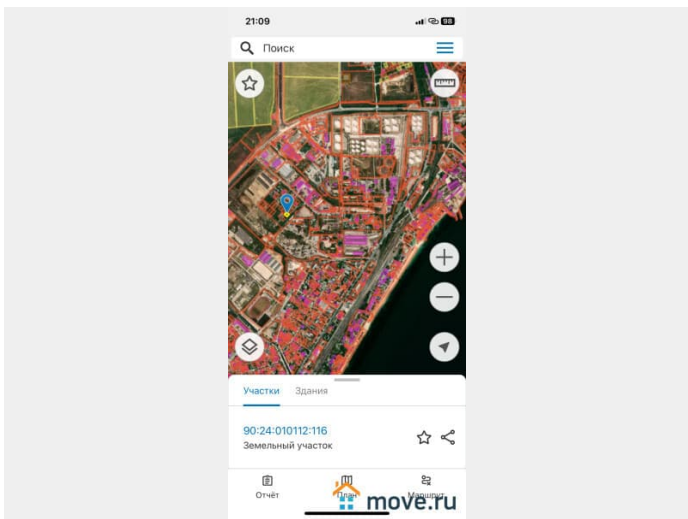 21:09
98
Поиск
Участки Здания
90:24:010112:116
Земельный участок
Отчёт План Маршрут
move.ru